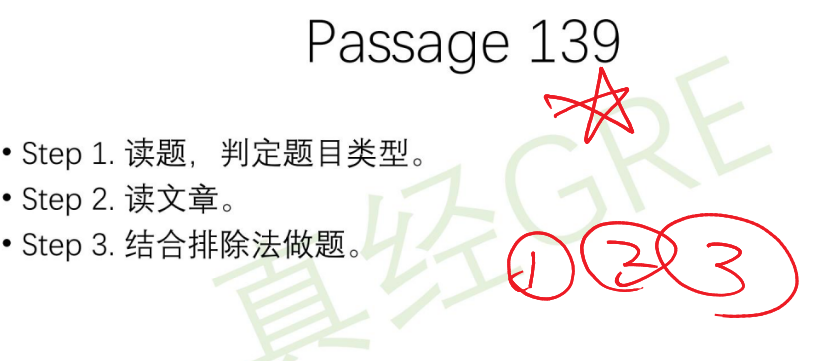 Passage 139
• Step 1. 读题，判定题目类型。
• Step 2. 读文章。
• Step 3. 结合排除法做题。
1 2 3
真经GRE